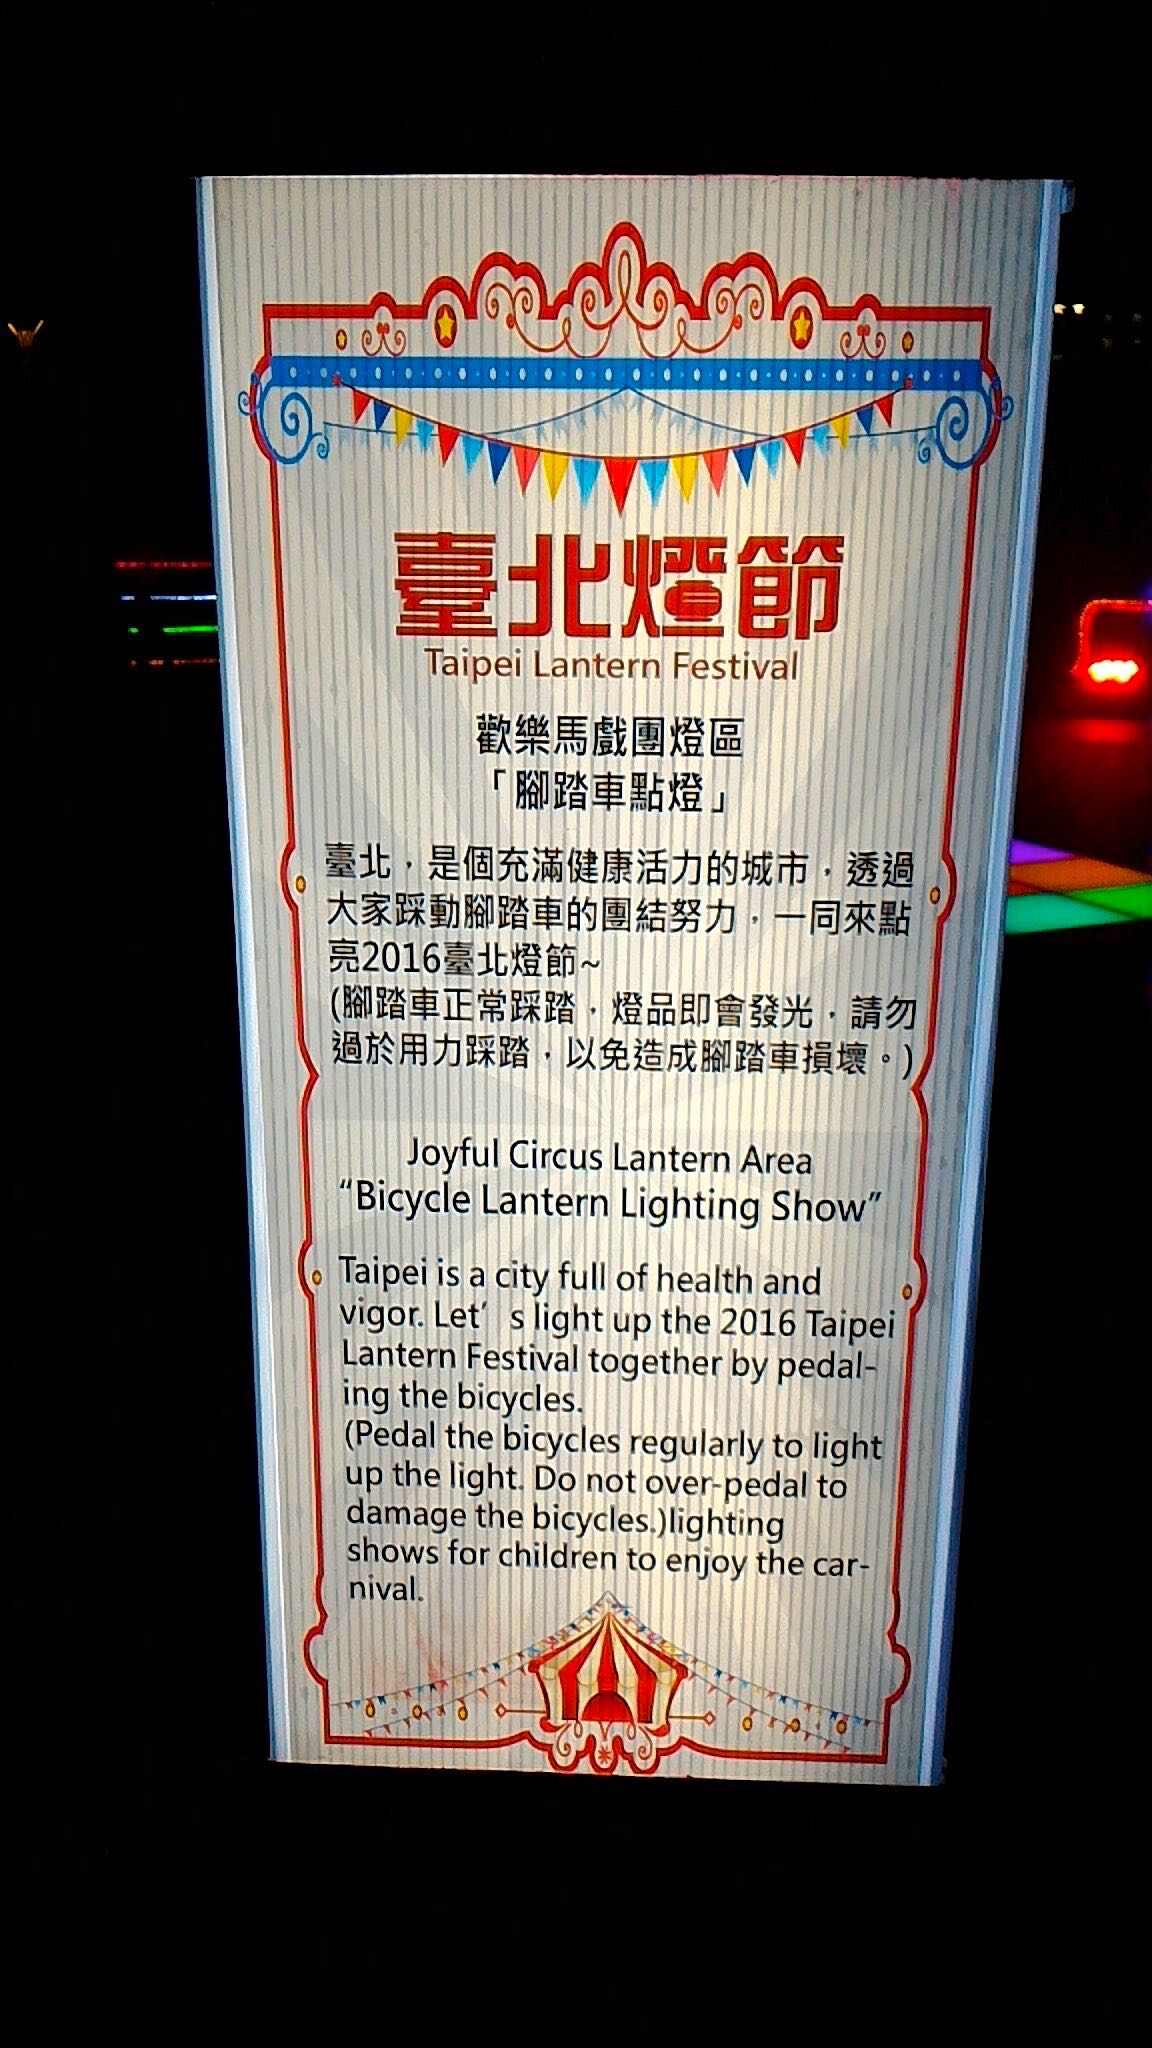 臺北燈節
Taipei Lantern Festival
歡樂馬戲團燈區
「腳踏車點燈」
臺北，是個充滿健康活力的城市，透過
大家踩動腳踏車的團結努力，一同來點
亮2016臺北燈節~
(腳踏車正常踩踏，燈品即會發光，請勿
過於用力踩踏，以免造成腳踏車損壞。)
Joyful Circus Lantern Area
“Bicycle Lantern Lighting Show”
Taipei is a city full of health and
vigor. Let’ s light up the 2016 Taipei
Lantern Festival together by pedal-
ing the bicycles.
(Pedal the bicycles regularly to light
up the light. Do not over-pedal to
damage the bicycles.)lighting
shows for children to enjoy the car-
nival.